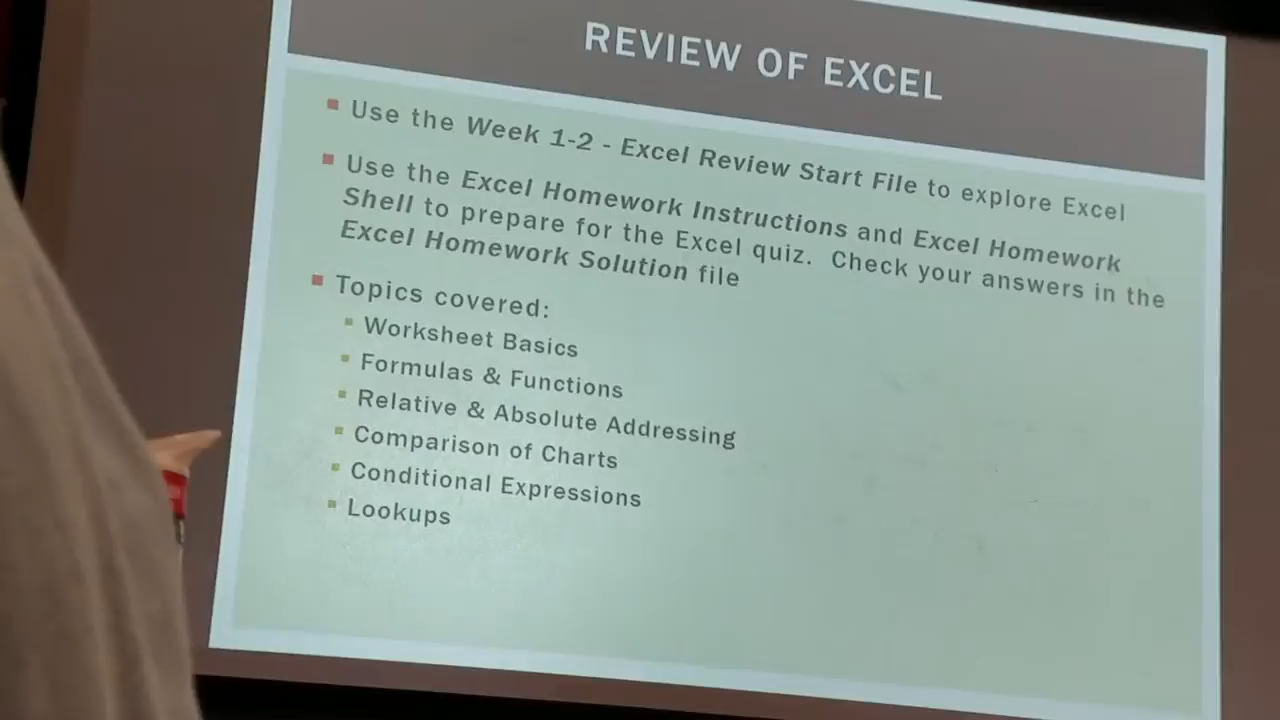 REVIEW OF EXCEL
Use the Week 1-2 - Excel Review Start File to explore Excel
Use the Excel Homework Instructions and Excel Homework
Shell to prepare for the Excel quiz. Check your answers in the
Excel Homework Solution file
Topics covered:
Worksheet Basics
Formulas & Functions
Relative & Absolute Addressing
Comparison of Charts
Conditional Expressions
Lookups